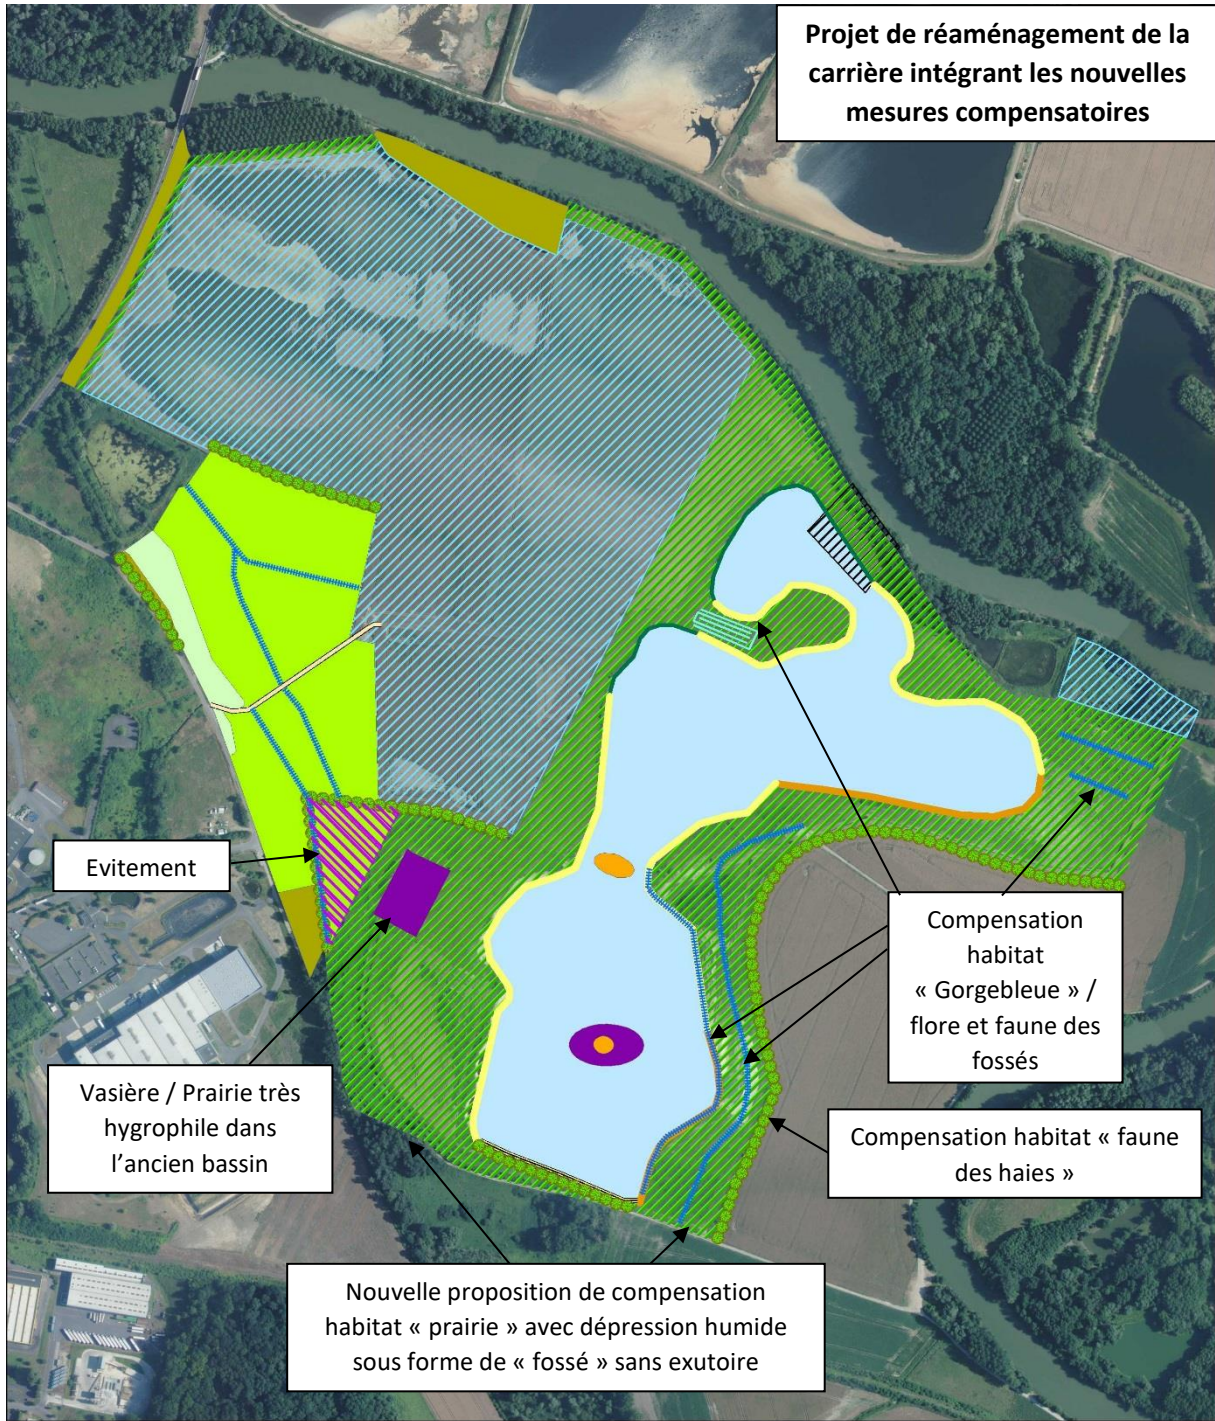 Projet de réaménagement de la
carrière intégrant les nouvelles
mesures compensatoires
Evitement
Vasière / Prairie très
hygrophile dans
l’ancien bassin
Compensation
habitat
« Gorgebleue » /
flore et faune des
fossés
Compensation habitat « faune
des haies »
Nouvelle proposition de compensation
habitat « prairie » avec dépression humide
sous forme de « fossé » sans exutoire